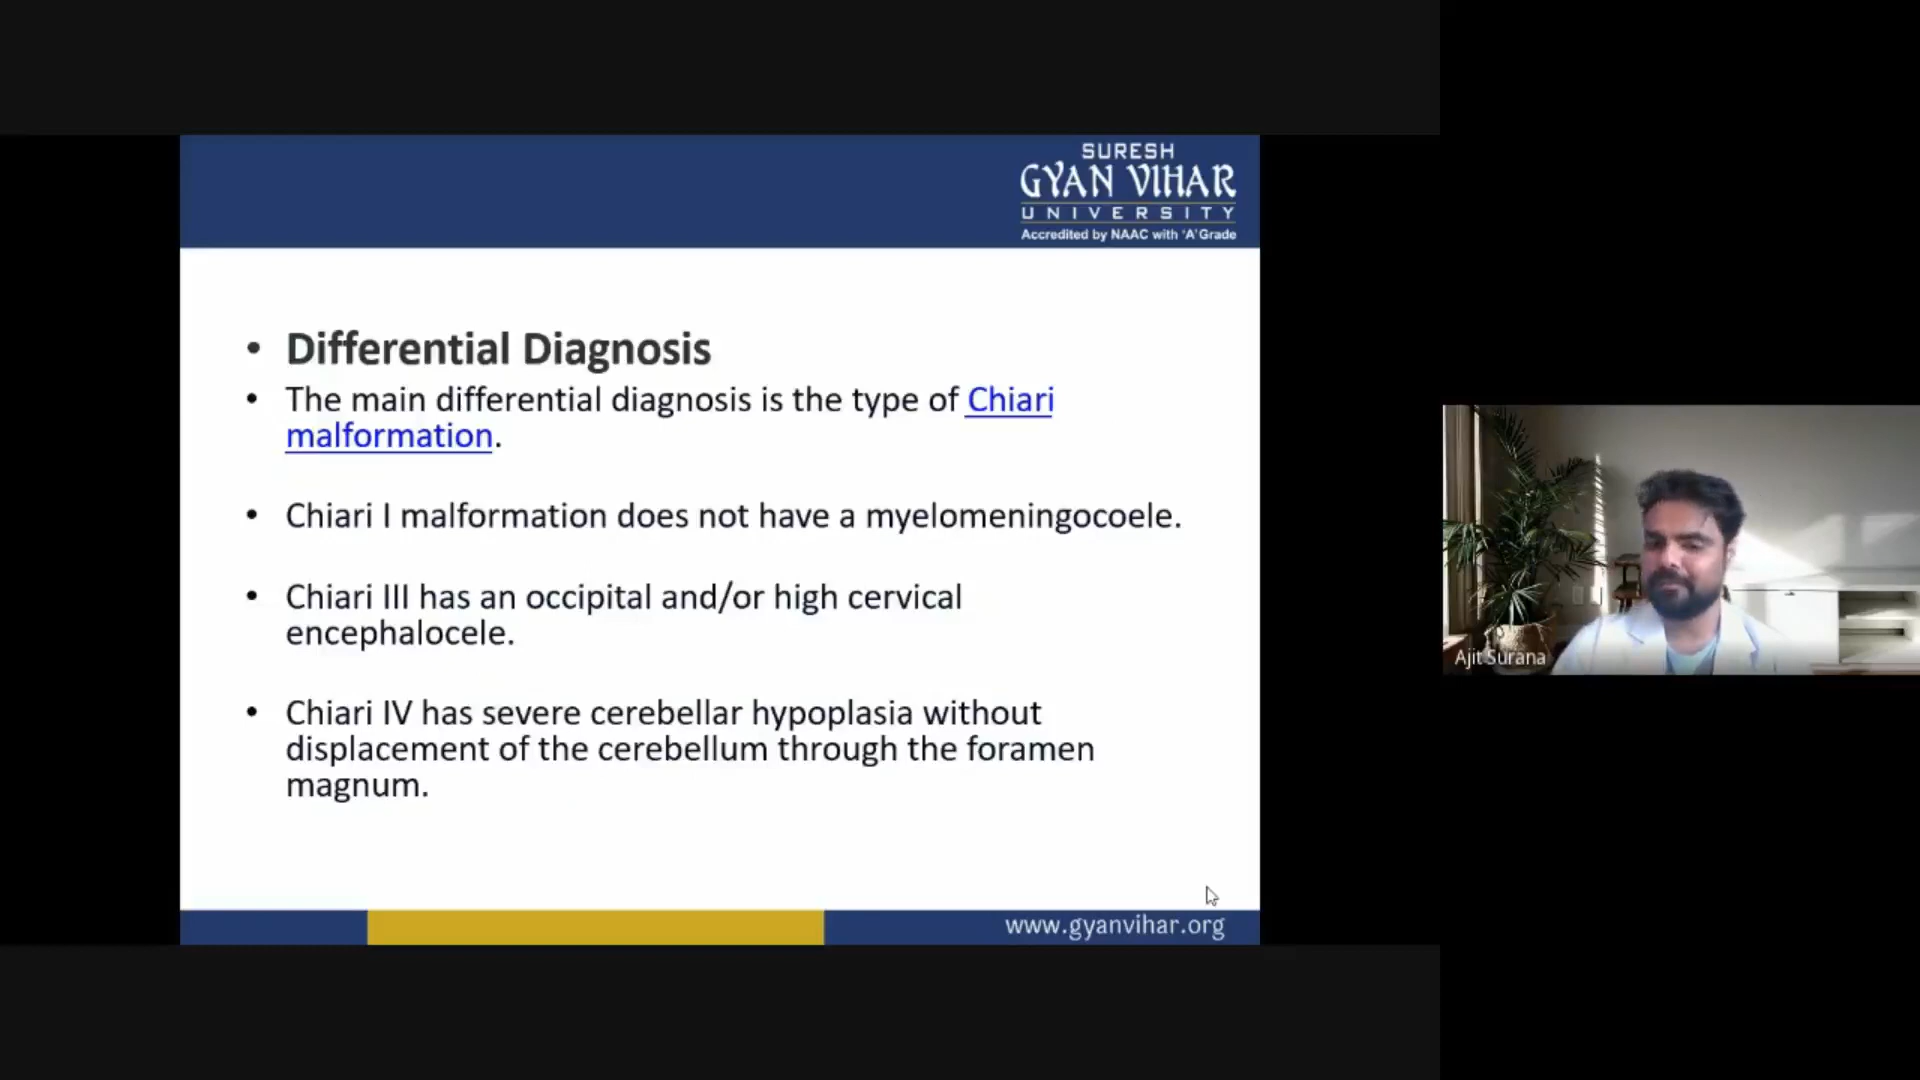 SURESH
GYAN VIHAR
UNIVERSITY
Accredited by NAAC with 'A' Grade
• Differential Diagnosis
• The main differential diagnosis is the type of Chiari
malformation.
• Chiari I malformation does not have a myelomeningocoele.
• Chiari III has an occipital and/or high cervical
encephalocele.
• Chiari IV has severe cerebellar hypoplasia without
displacement of the cerebellum through the foramen
magnum.
www.gyanvihar.org
Ajit Surana